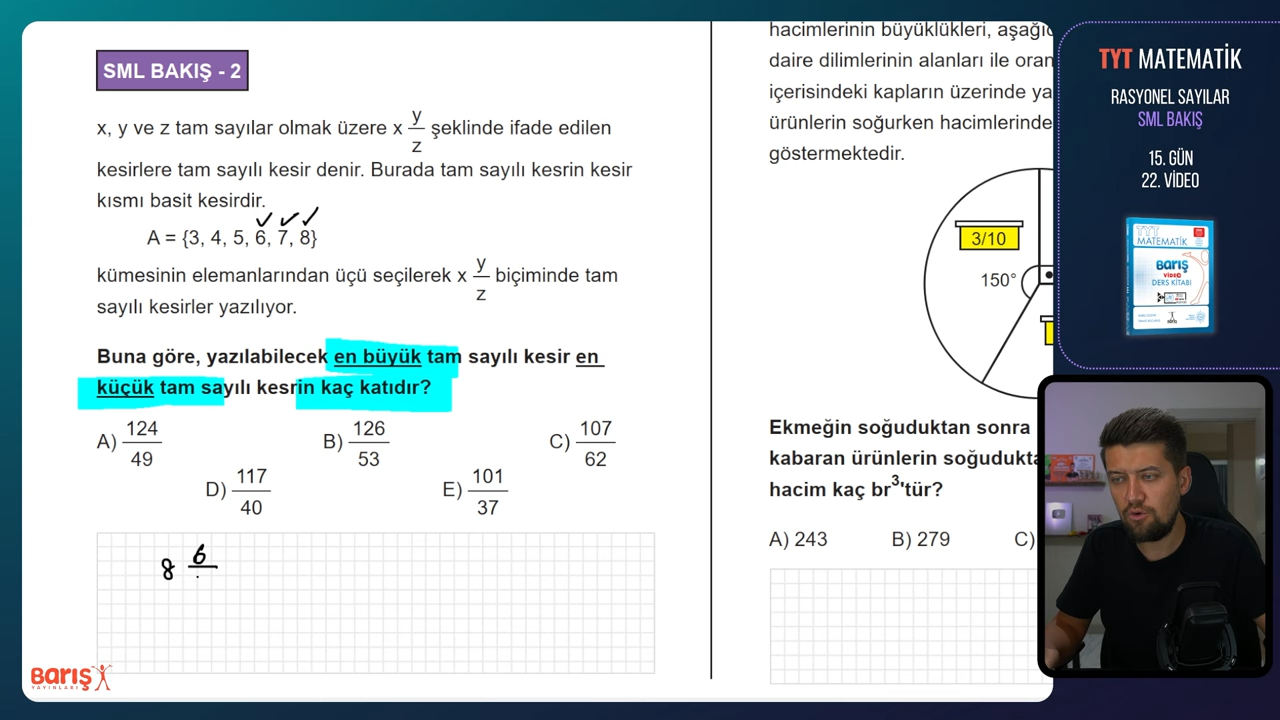 SML BAKIŞ - 2
x, y ve z tam sayılar olmak üzere x y/z şeklinde ifade edilen
kesirlere tam sayılı kesir denir. Burada tam sayılı kesrin kesir
kısmı basit kesirdir.
A = {3, 4, 5, 6, 7, 8}
kümesinin elemanlarından üçü seçilerek x y/z biçiminde tam
sayılı kesirler yazılıyor.
Buna göre, yazılabilecek en büyük tam sayılı kesir en
küçük tam sayılı kesrin kaç katıdır?
A) 124/49 B) 126/53 C) 107/62
D) 117/40 E) 101/37
8 6
BARIŞ
YAYINLARI
hacimlerinin büyüklükleri, aşağıd
daire dilimlerinin alanları ile oran
içerisindeki kapların üzerinde ya
ürünlerin soğurken hacimlerinde
göstermektedir.
3/10
150°
Ekmeğin soğuduktan sonra
kabaran ürünlerin soğudukta
hacim kaç br³'tür?
A) 243 B) 279 C)
TYT MATEMATİK
RASYONEL SAYILAR
SML BAKIŞ
15. GÜN
22. VİDEO
TYT
MATEMATİK
BARIŞ
VİDEO
DERS KİTABI